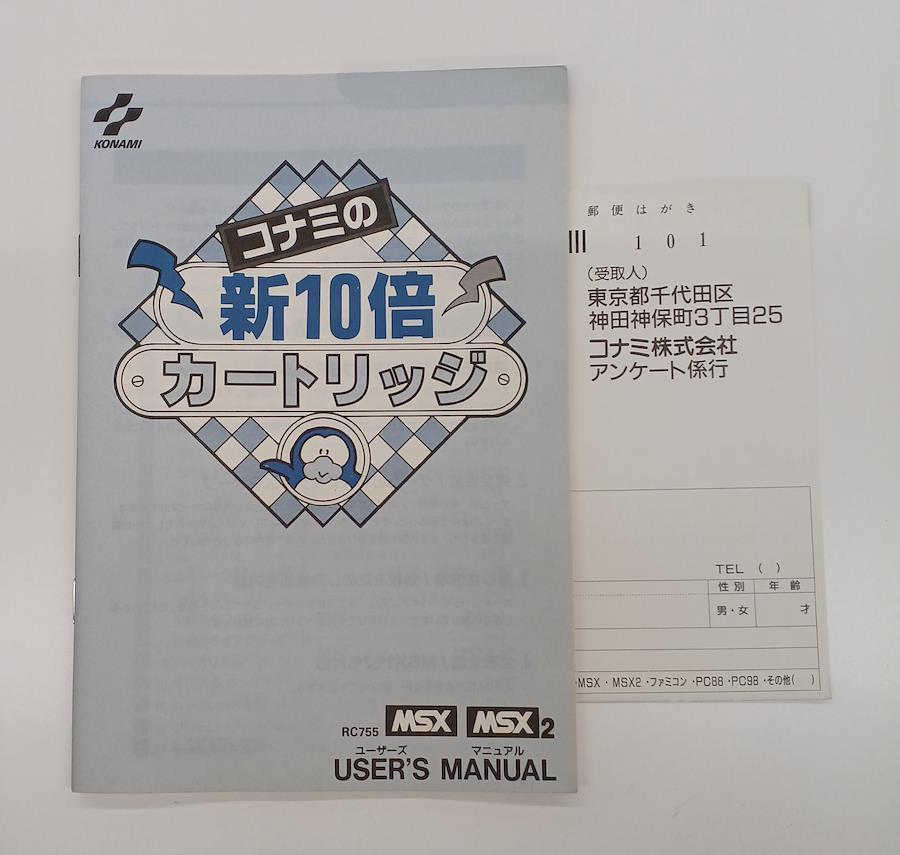 KONAMI
コナミの
新10倍
カートリッジ
RC755 MSX MSX2
ユーザーズ マニュアル
USER'S MANUAL
郵便はがき
101
(受取人)
東京都千代田区
神田神保町3丁目25
コナミ株式会社
アンケート係行
TEL ( )
性別 年齢
男・女 才
・MSX・MSX2・ファミコン・PC88・PC98・その他( )